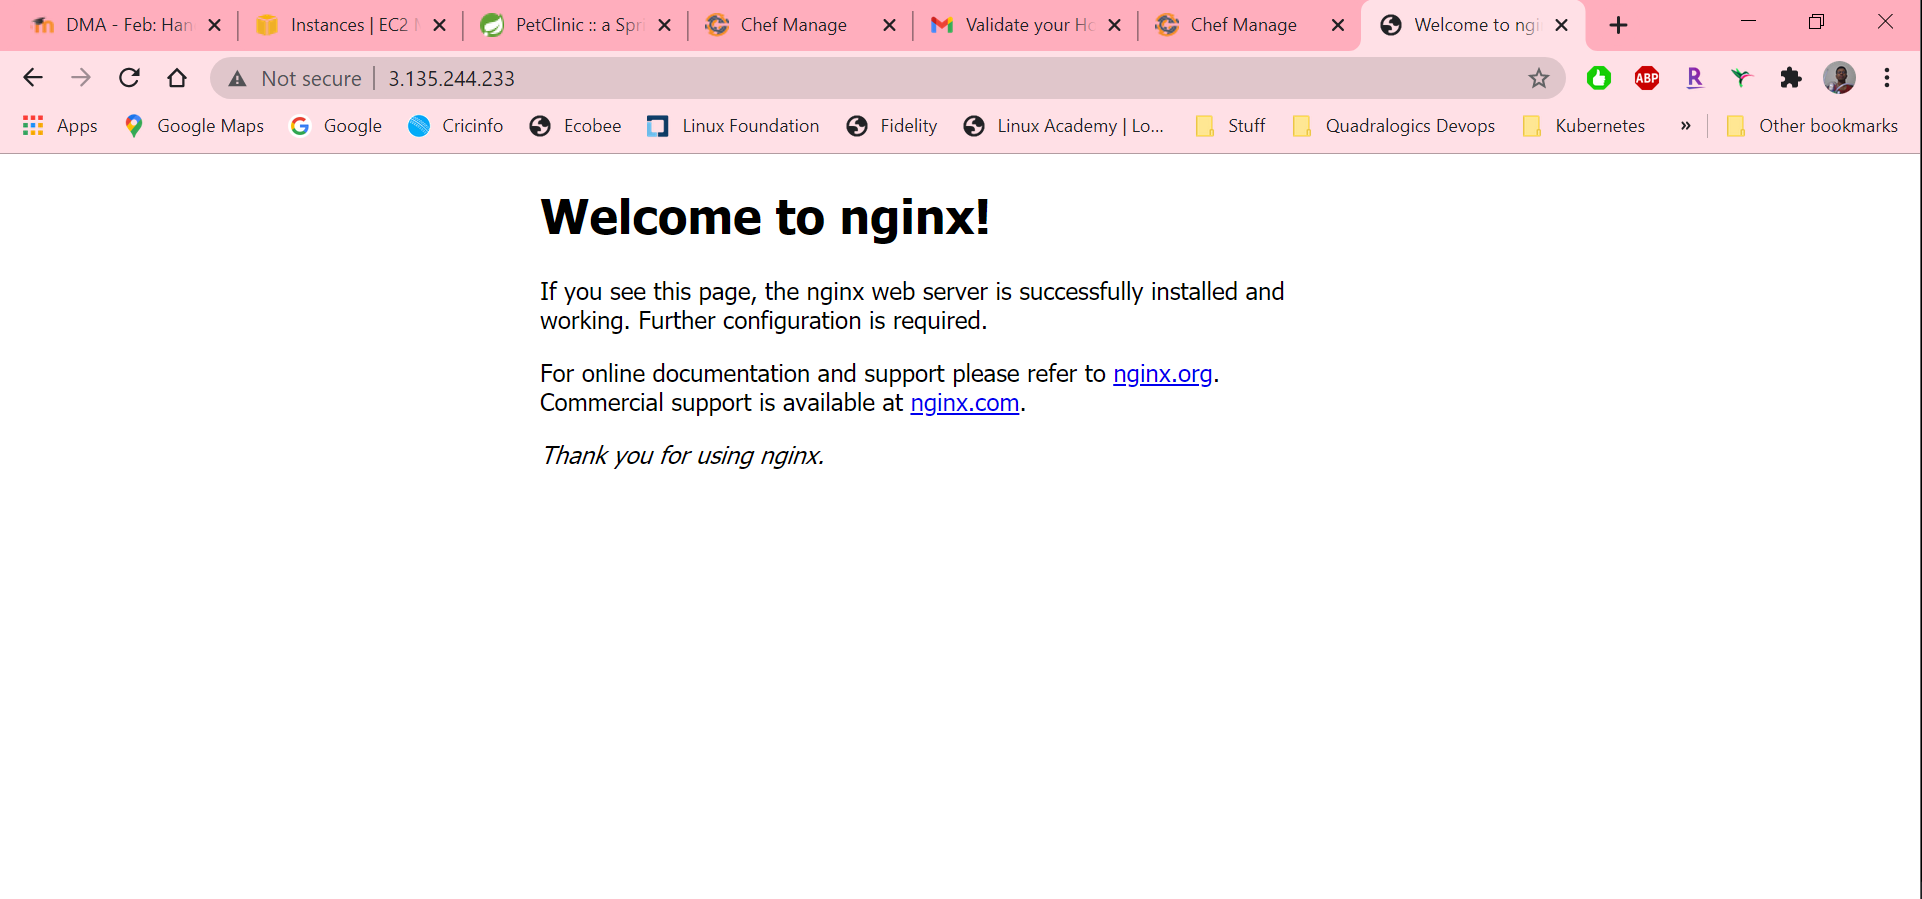 DMA - Feb: Han
Instances | EC2 M
PetClinic :: a Spri
Chef Manage
Validate your Ho
Chef Manage
Welcome to ngi
Not secure | 3.135.244.233
ABP
R
Apps
Google Maps
Google
Cricinfo
Ecobee
Linux Foundation
Fidelity
Linux Academy | Lo...
Stuff
Quadralogics Devops
Kubernetes
»
Other bookmarks
Welcome to nginx!
If you see this page, the nginx web server is successfully installed and
working. Further configuration is required.
For online documentation and support please refer to nginx.org.
Commercial support is available at nginx.com.
Thank you for using nginx.